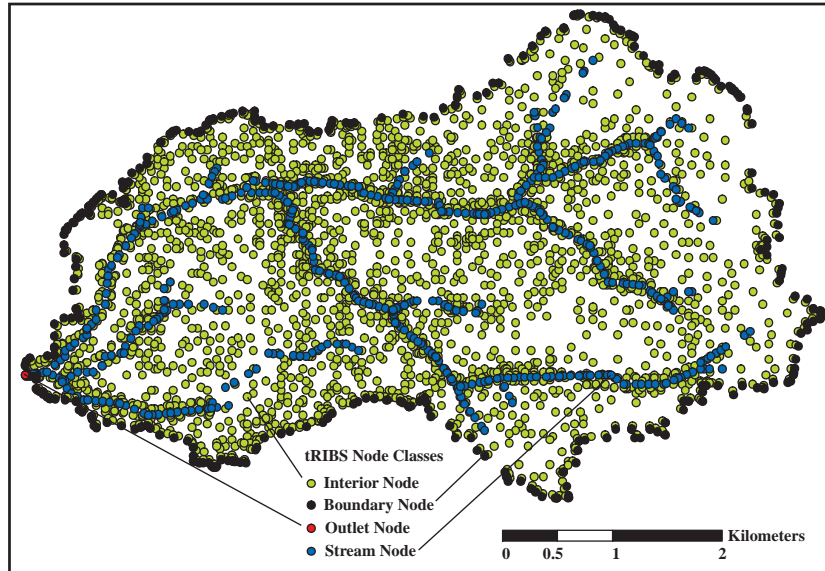 tRIBS Node Classes
Interior Node
Boundary Node
Outlet Node
Stream Node
Kilometers
0 0.5 1 2